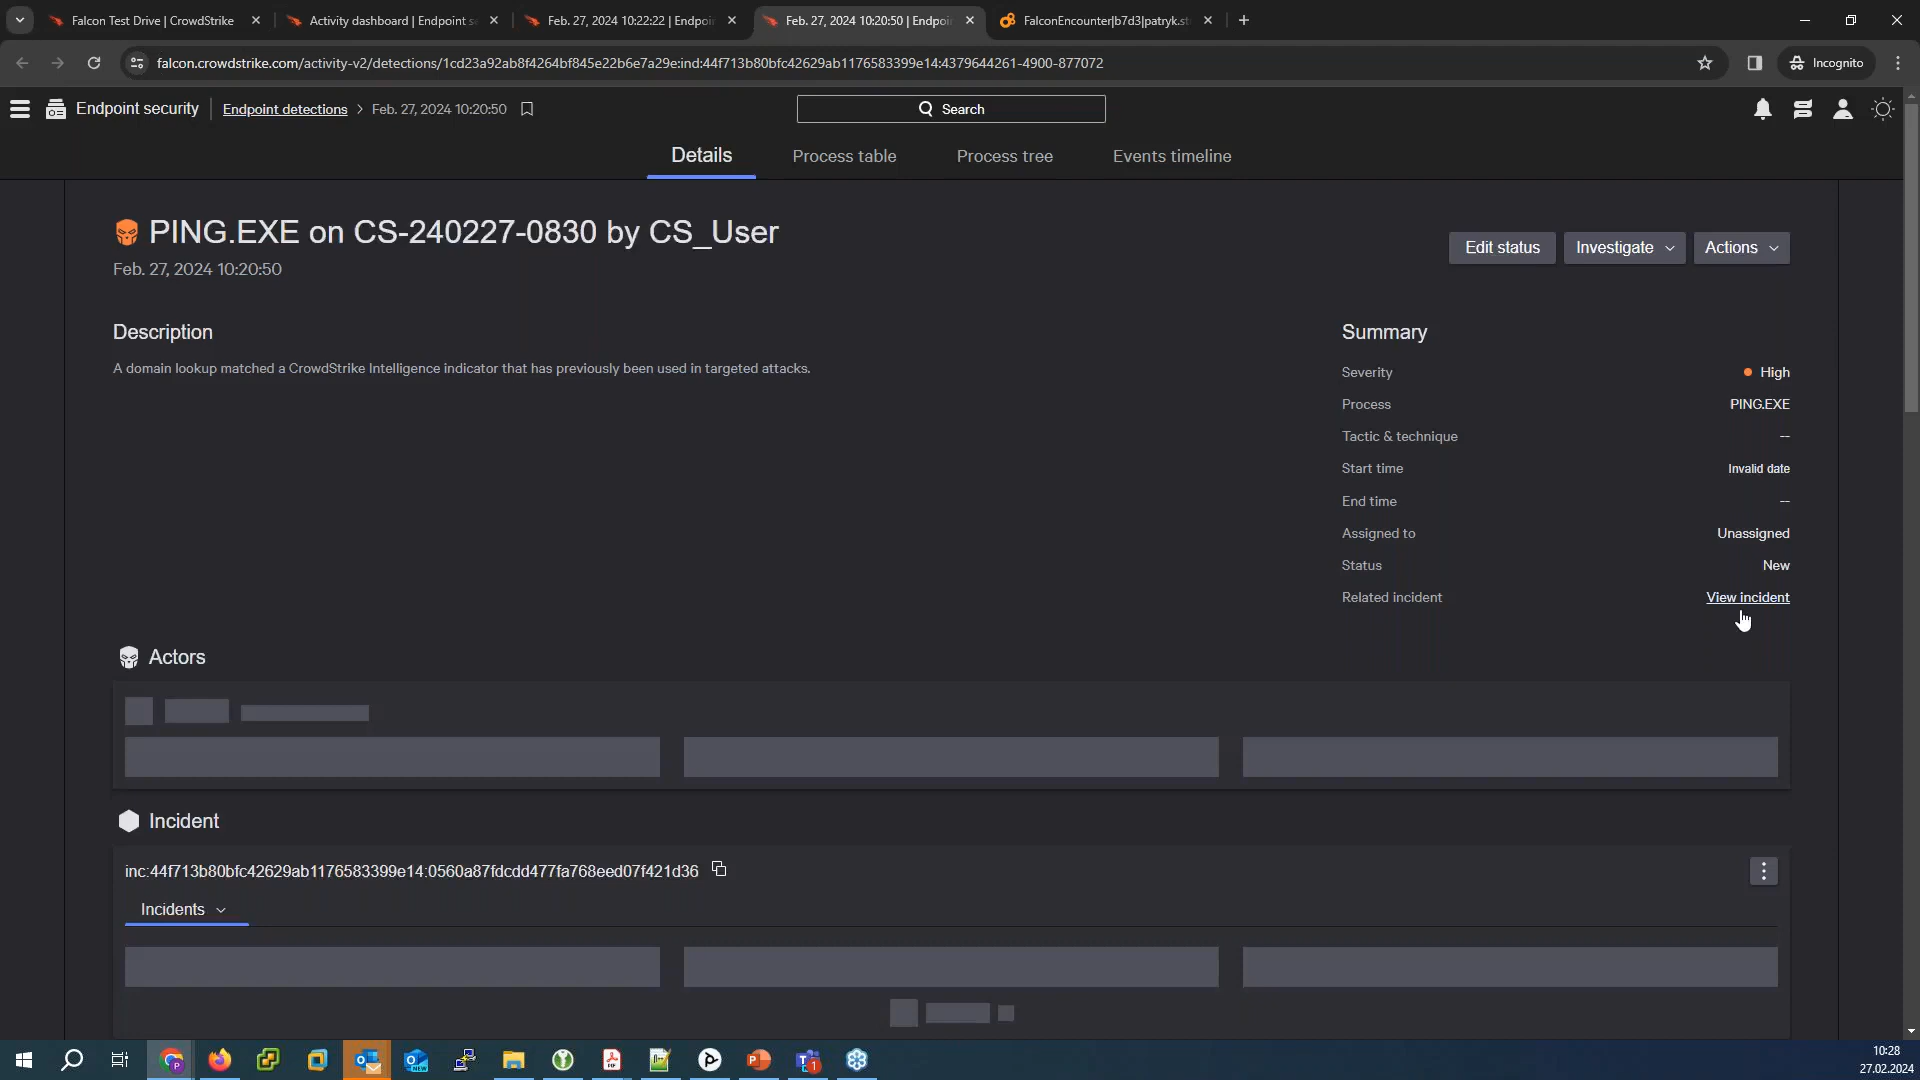 Falcon Test Drive | CrowdStrike
Activity dashboard | Endpoint s
Feb. 27, 2024 10:22:22 | Endpoi
Feb. 27, 2024 10:20:50 | Endpoi
FalconEncounter|b7d3|patryk.s
falcon.crowdstrike.com/activity-v2/detections/1cd23a92ab8f4264bf845e22b6e7a29e:ind:44f713b80bfc42629ab1176583399e14:4379644261-4900-877072
Incognito
Endpoint security
Endpoint detections > Feb. 27, 2024 10:20:50
Search
Details
Process table
Process tree
Events timeline
PING.EXE on CS-240227-0830 by CS_User
Feb. 27, 2024 10:20:50
Edit status
Investigate
Actions
Description
A domain lookup matched a CrowdStrike Intelligence indicator that has previously been used in targeted attacks.
Summary
Severity High
Process PING.EXE
Tactic & technique --
Start time Invalid date
End time --
Assigned to Unassigned
Status New
Related incident View incident
Actors
Incident
inc:44f713b80bfc42629ab1176583399e14:0560a87fdcdd477fa768eed07f421d36
Incidents
10:28
27.02.2024